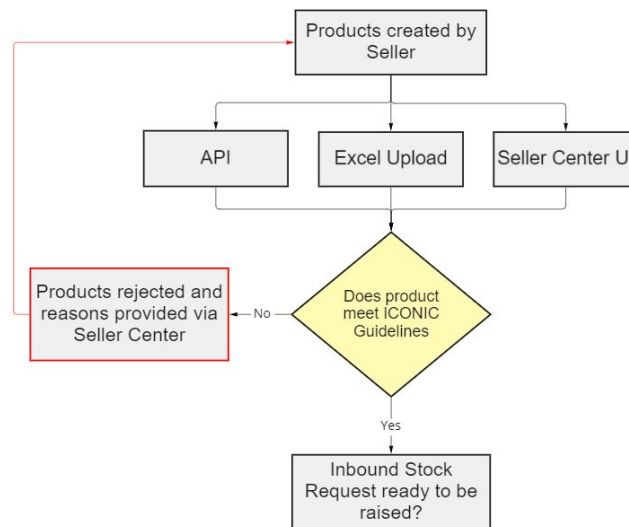 Products created by
Seller
API
Excel Upload
Seller Center U
Does product
meet ICONIC
Guidelines
No
Products rejected and
reasons provided via
Seller Center
Yes
Inbound Stock
Request ready to be
raised?